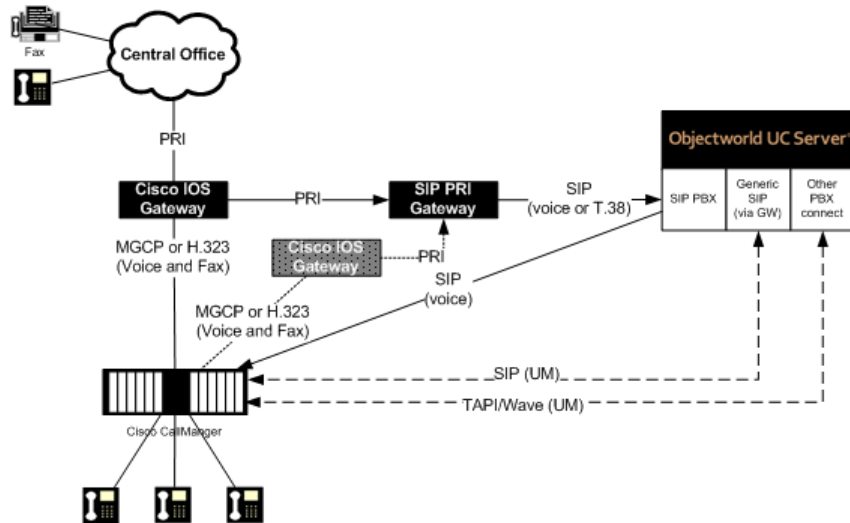 Fax
Central Office
PRI
Objectworld UC Server
Cisco IOS
Gateway
PRI
SIP PRI
Gateway
SIP
(voice or T.38)
SIP PBX
Generic
SIP
(via GW)
Other
PBX
connect
MGCP or H.323
(Voice and Fax)
Cisco IOS
Gateway
PRI
SIP
(voice)
MGCP or H.323
(Voice and Fax)
SIP (UM)
TAPI/Wave (UM)
Cisco CallManger